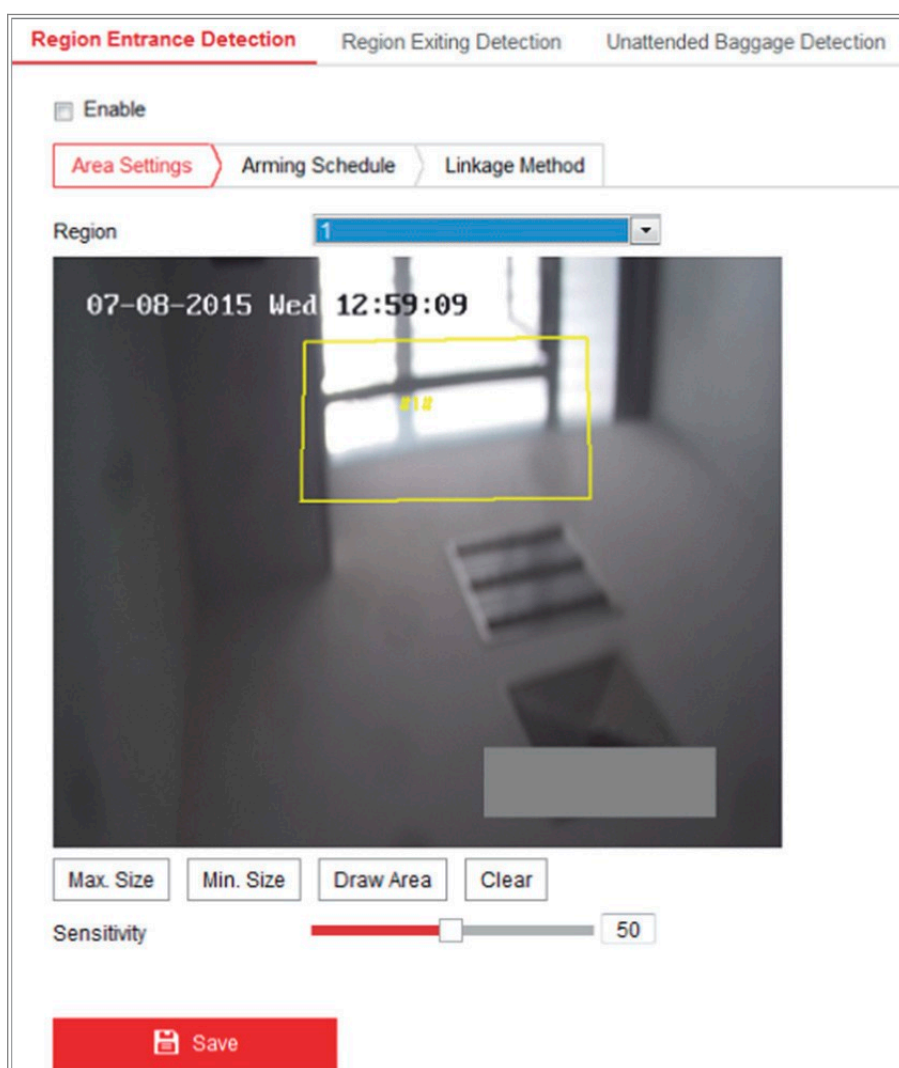 Region Entrance Detection Region Exiting Detection Unattended Baggage Detection
Enable
Area Settings Arming Schedule Linkage Method
Region 1
07-08-2015 Wed 12:59:09
#1#
Max. Size Min. Size Draw Area Clear
Sensitivity 50
Save